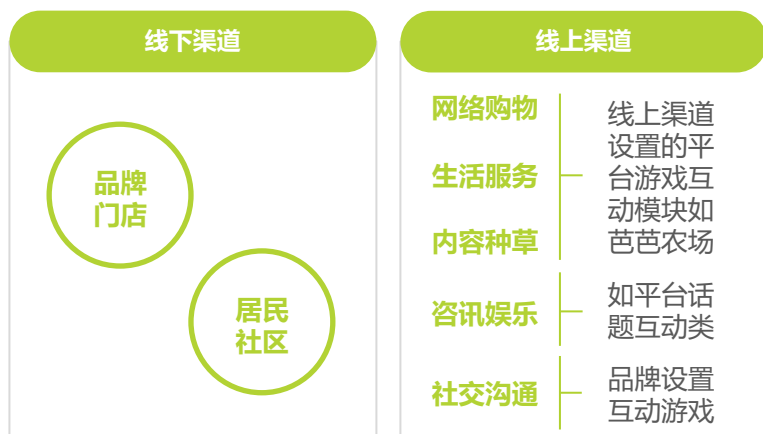 线下渠道
品牌
门店
居民
社区
线上渠道
网络购物
生活服务
内容种草
线上渠道
设置的平
台游戏互
动模块如
芭芭农场
咨讯娱乐
如平台话
题互动类
社交沟通
品牌设置
互动游戏